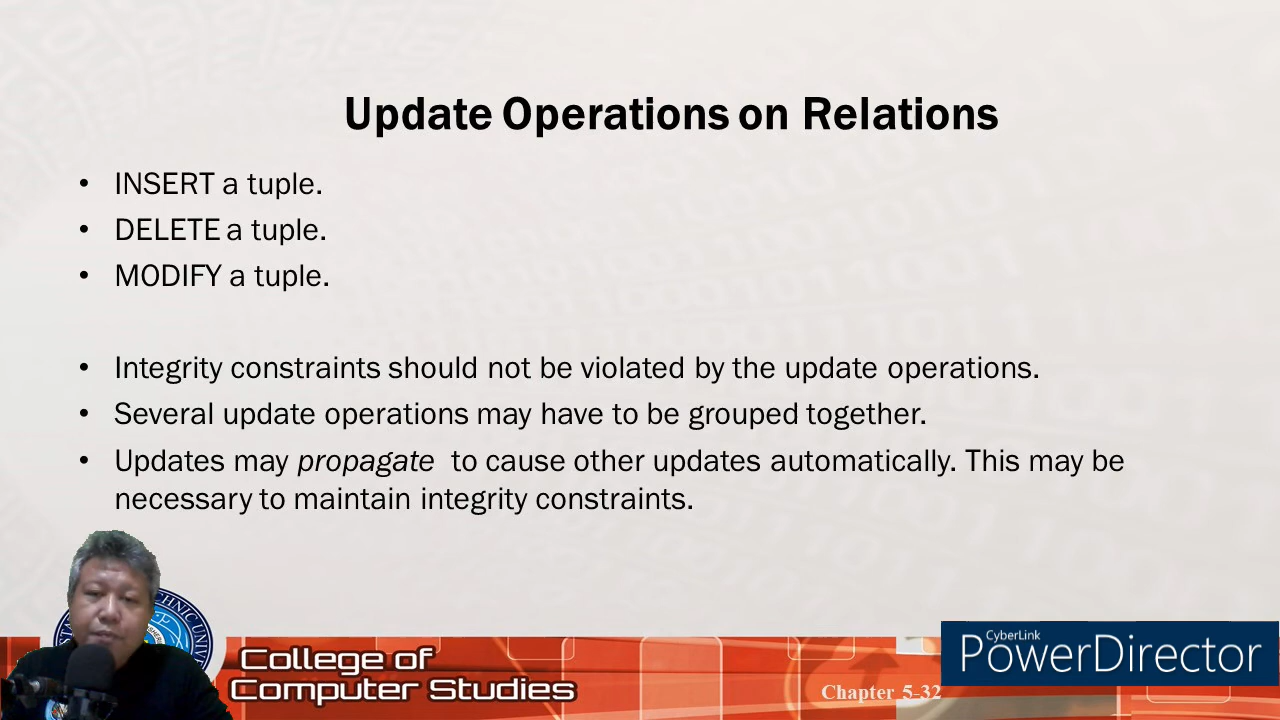 Update Operations on Relations
• INSERT a tuple.
• DELETE a tuple.
• MODIFY a tuple.
• Integrity constraints should not be violated by the update operations.
• Several update operations may have to be grouped together.
• Updates may propagate to cause other updates automatically. This may be
necessary to maintain integrity constraints.
College of
Computer Studies
Chapter 5-32
CyberLink
PowerDirector